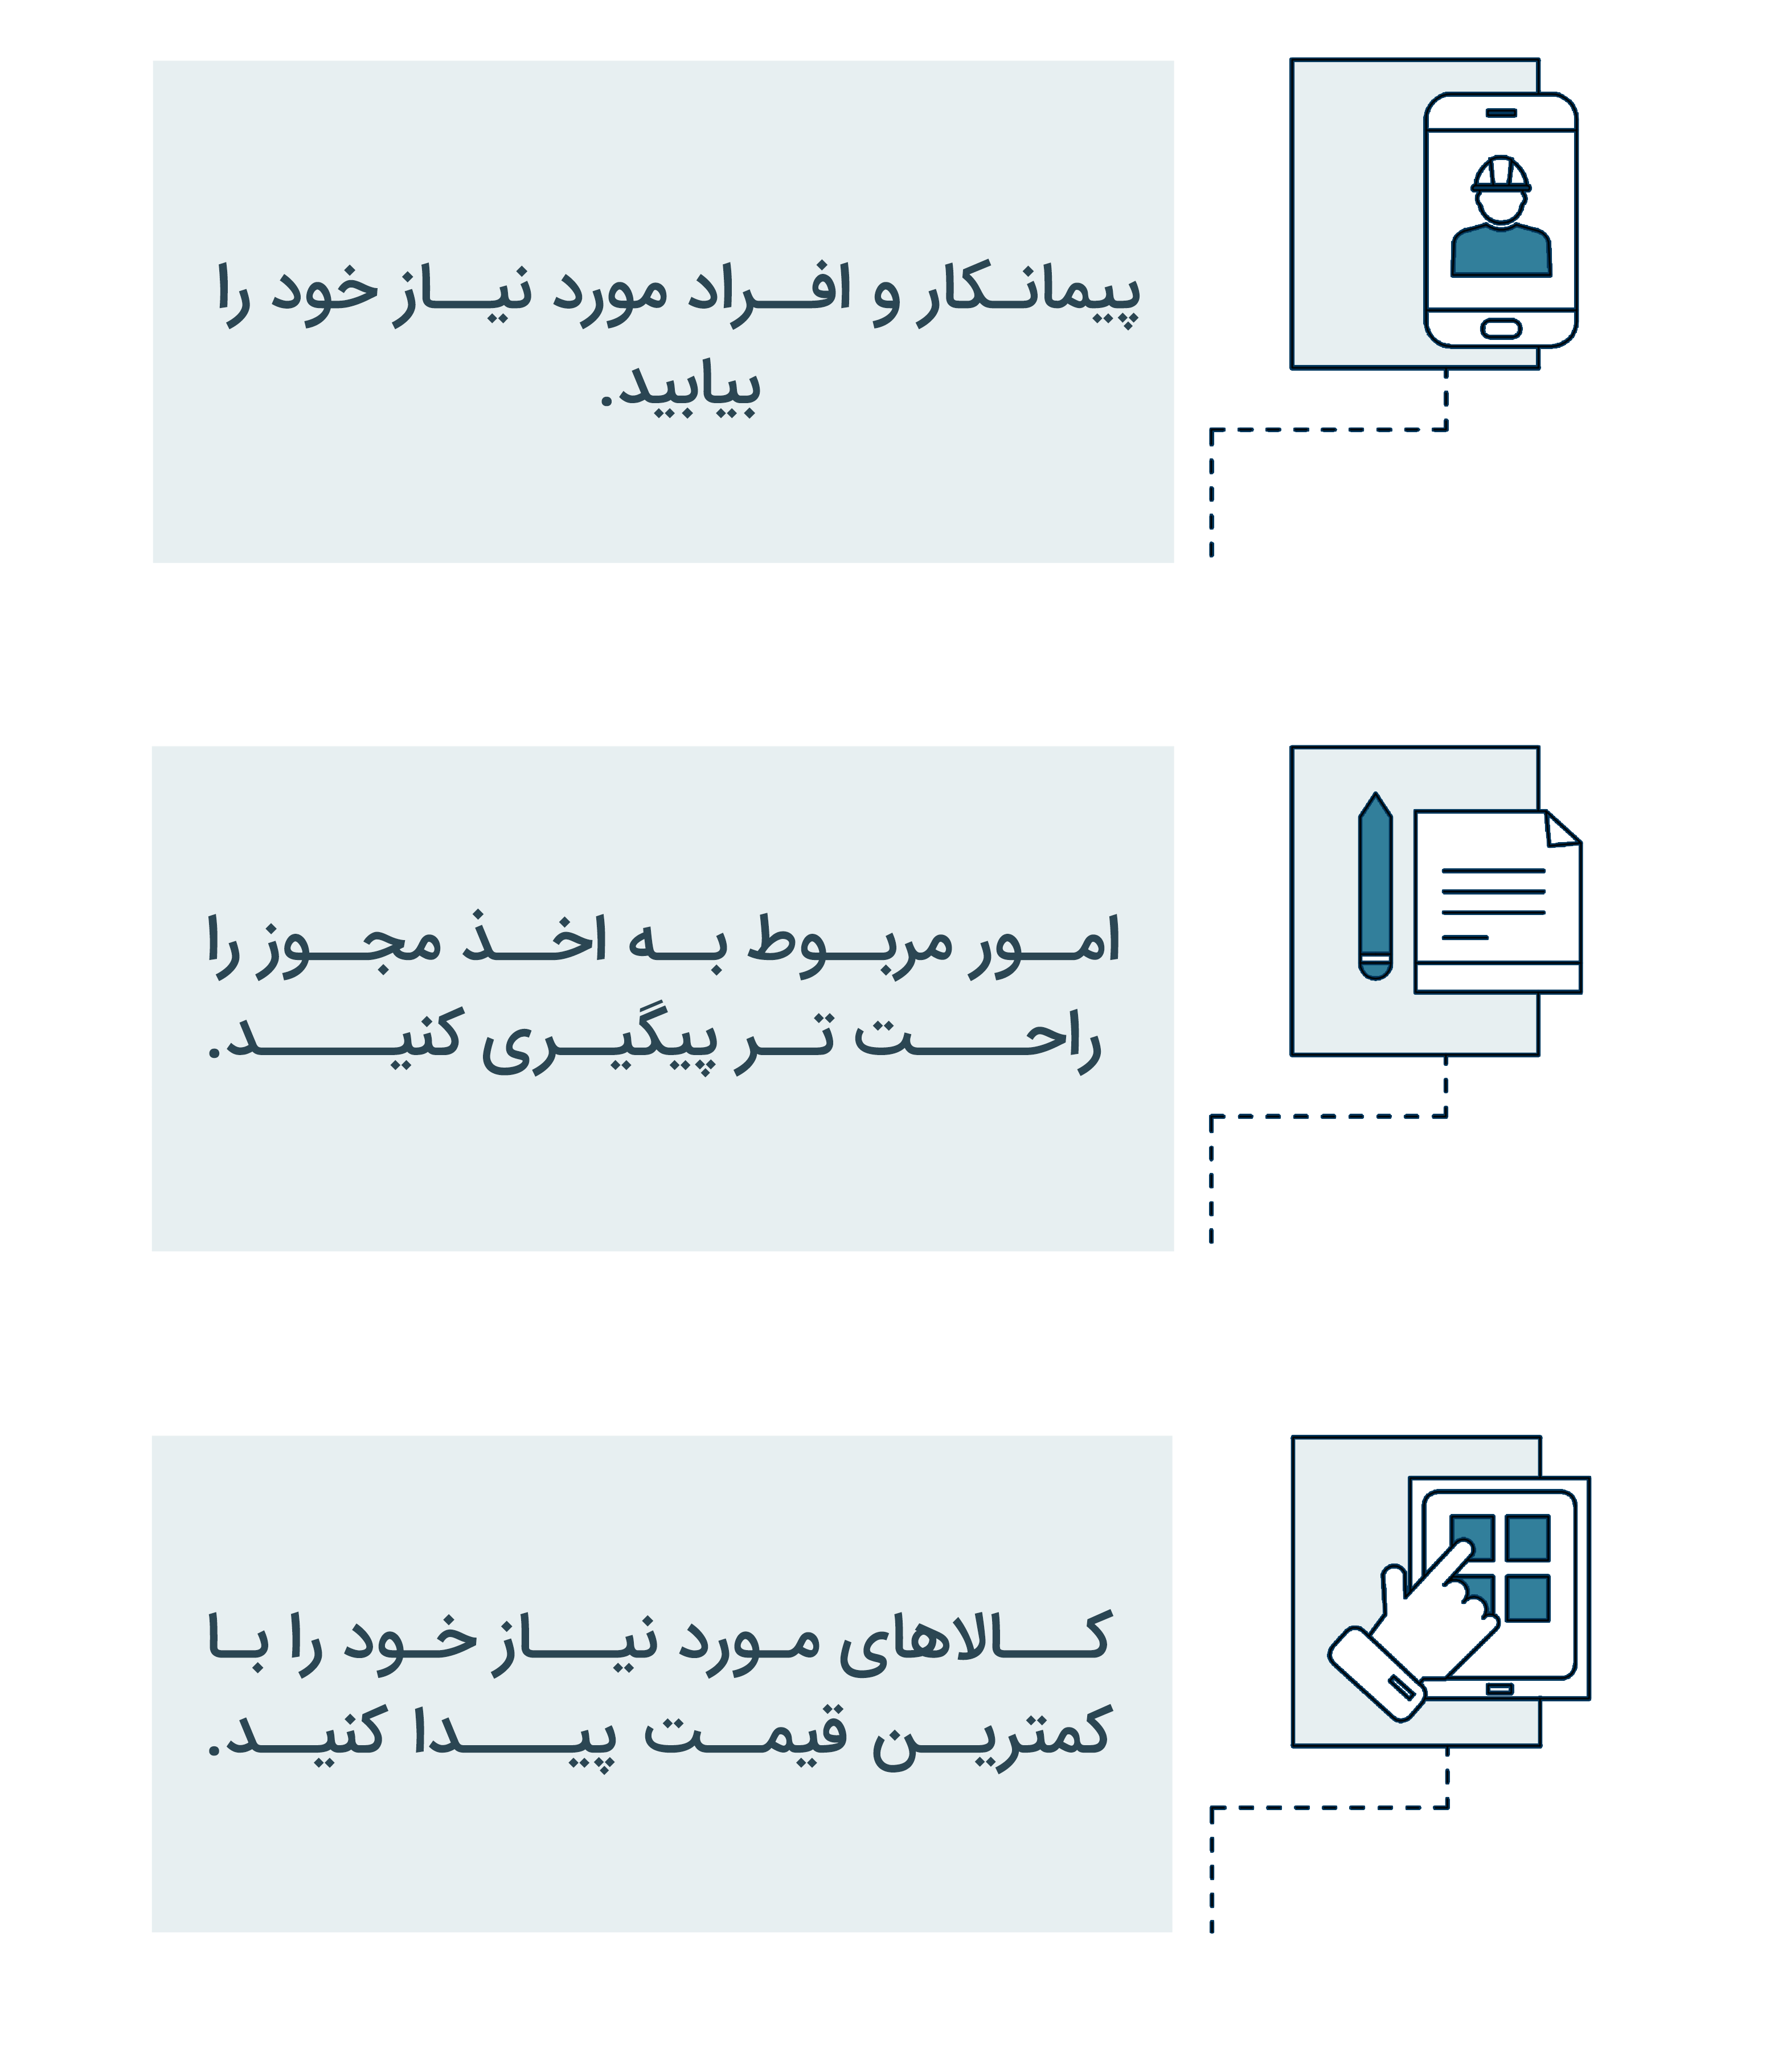 پیمانکار و افراد مورد نیاز خود را
بیابید.
امور مربوط به اخذ مجوز را
راحت تر پیگیری کنید.
کالاهای مورد نیاز خود را با
کمترین قیمت پیدا کنید.